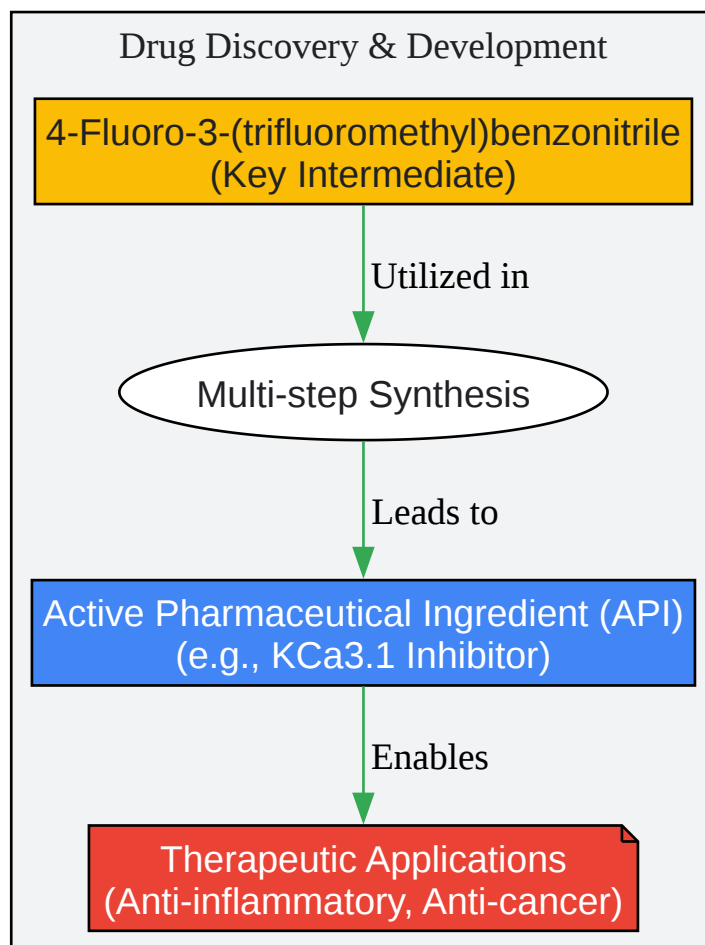 Drug Discovery & Development
4-Fluoro-3-(trifluoromethyl)benzonitrile
(Key Intermediate)
Utilized in
Multi-step Synthesis
Leads to
Active Pharmaceutical Ingredient (API)
(e.g., KCa3.1 Inhibitor)
Enables
Therapeutic Applications
(Anti-inflammatory, Anti-cancer)